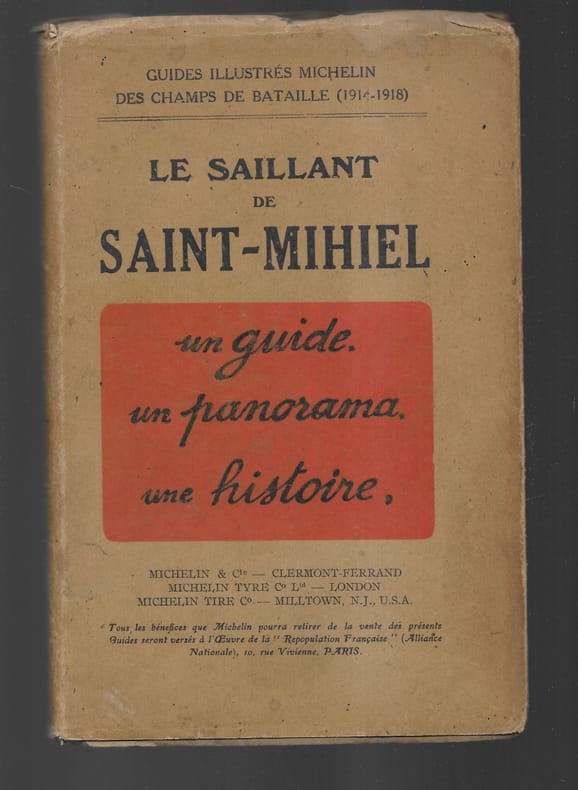 GUIDES ILLUSTRÉS MICHELIN
DES CHAMPS DE BATAILLE (1914-1918)
LE SAILLANT
DE
SAINT-MIHIEL
un guide.
un panorama.
une histoire.
MICHELIN & Cie — CLERMONT-FERRAND
MICHELIN TYRE Co Ltd — LONDON
MICHELIN TIRE Co — MILLTOWN, N.J., U.S.A.
Tous les bénefices que Michelin pourra retirer de la vente des présents
Guides seront versés à l'Œuvre de la "Repopulation Française" (Alliance
Nationale), 10, rue Vivienne, PARIS.